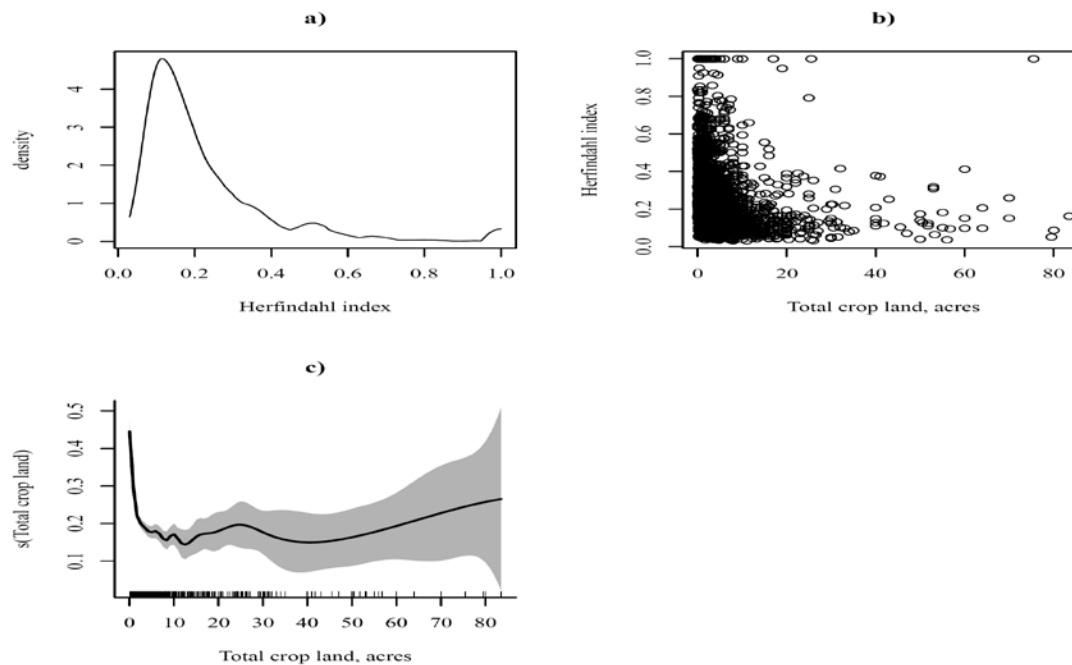 a)
density
0 1 2 3 4
0.0 0.2 0.4 0.6 0.8 1.0
Herfindahl index
b)
Herfindahl index
0.0 0.2 0.4 0.6 0.8 1.0
0 20 40 60 80
Total crop land, acres
c)
s(Total crop land)
0.1 0.2 0.3 0.4 0.5
0 10 20 30 40 50 60 70 80
Total crop land, acres